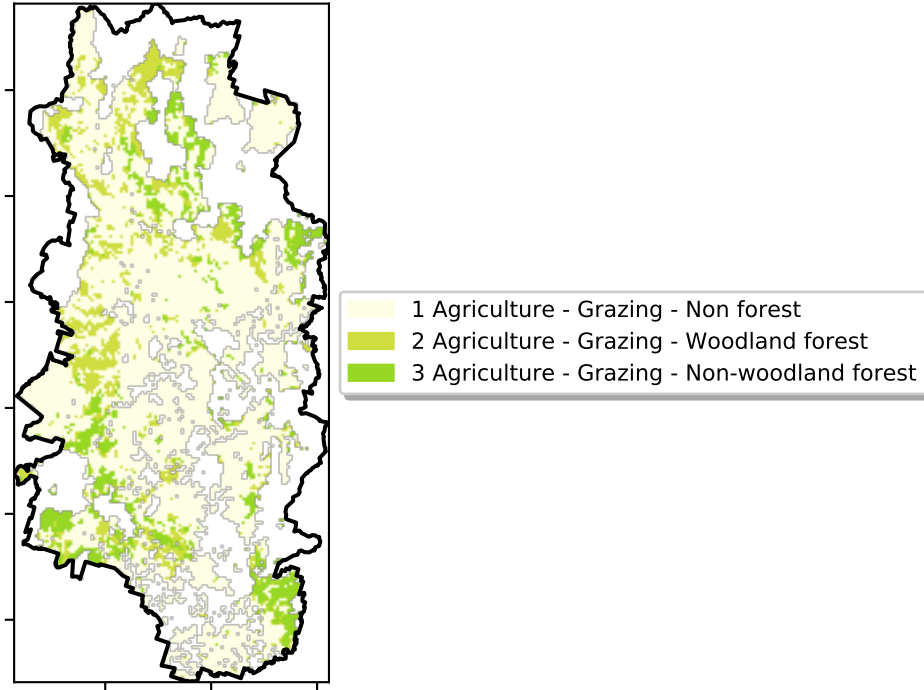 1 Agriculture - Grazing - Non forest
2 Agriculture - Grazing - Woodland forest
3 Agriculture - Grazing - Non-woodland forest